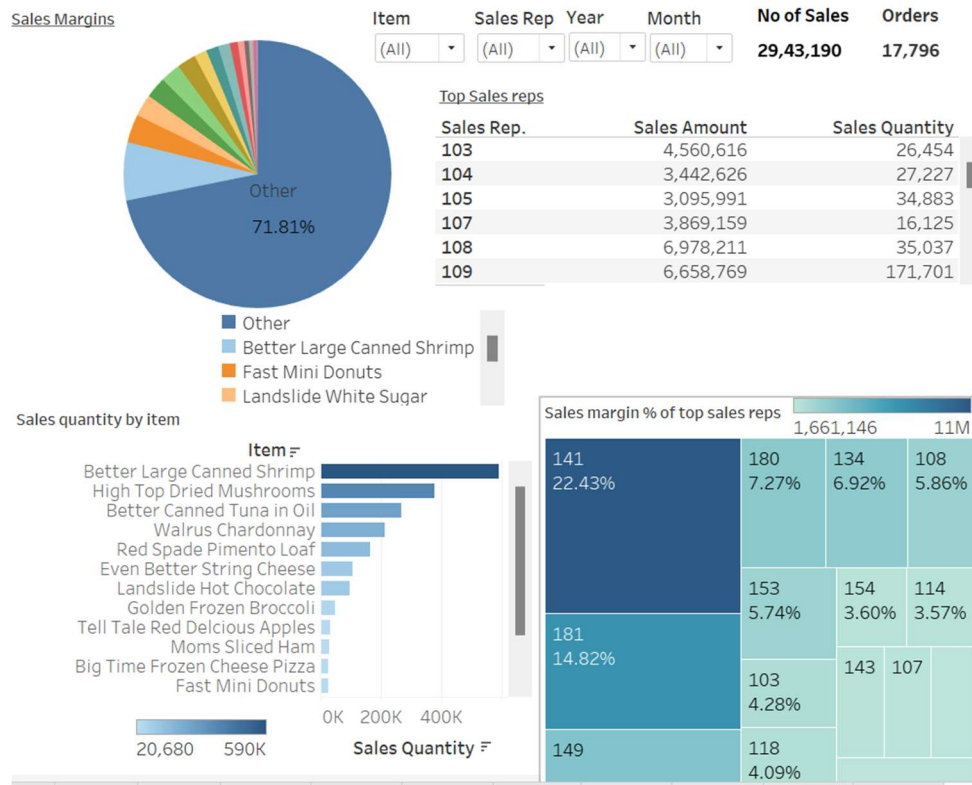 Sales Margins
Item Sales Rep Year Month No of Sales Orders
(All) (All) (All) (All) 29,43,190 17,796
Top Sales reps
Sales Rep. Sales Amount Sales Quantity
103 4,560,616 26,454
104 3,442,626 27,227
105 3,095,991 34,883
107 3,869,159 16,125
108 6,978,211 35,037
109 6,658,769 171,701
Other
71.81%
Other
Better Large Canned Shrimp
Fast Mini Donuts
Landslide White Sugar
Sales quantity by item
Item
Better Large Canned Shrimp
High Top Dried Mushrooms
Better Canned Tuna in Oil
Walrus Chardonnay
Red Spade Pimento Loaf
Even Better String Cheese
Landslide Hot Chocolate
Golden Frozen Broccoli
Tell Tale Red Delcious Apples
Moms Sliced Ham
Big Time Frozen Cheese Pizza
Fast Mini Donuts
0K 200K 400K
Sales Quantity
20,680 590K
Sales margin % of top sales reps
1,661,146 11M
141
22.43%
181
14.82%
149
180
7.27%
134
6.92%
108
5.86%
153
5.74%
154
3.60%
114
3.57%
103
4.28%
143
107
118
4.09%